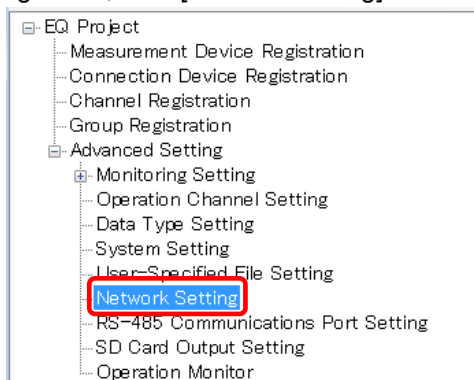 EQ Project
Measurement Device Registration
Connection Device Registration
Channel Registration
Group Registration
Advanced Setting
Monitoring Setting
Operation Channel Setting
Data Type Setting
System Setting
User-Specified File Setting
Network Setting
RS-485 Communications Port Setting
SD Card Output Setting
Operation Monitor